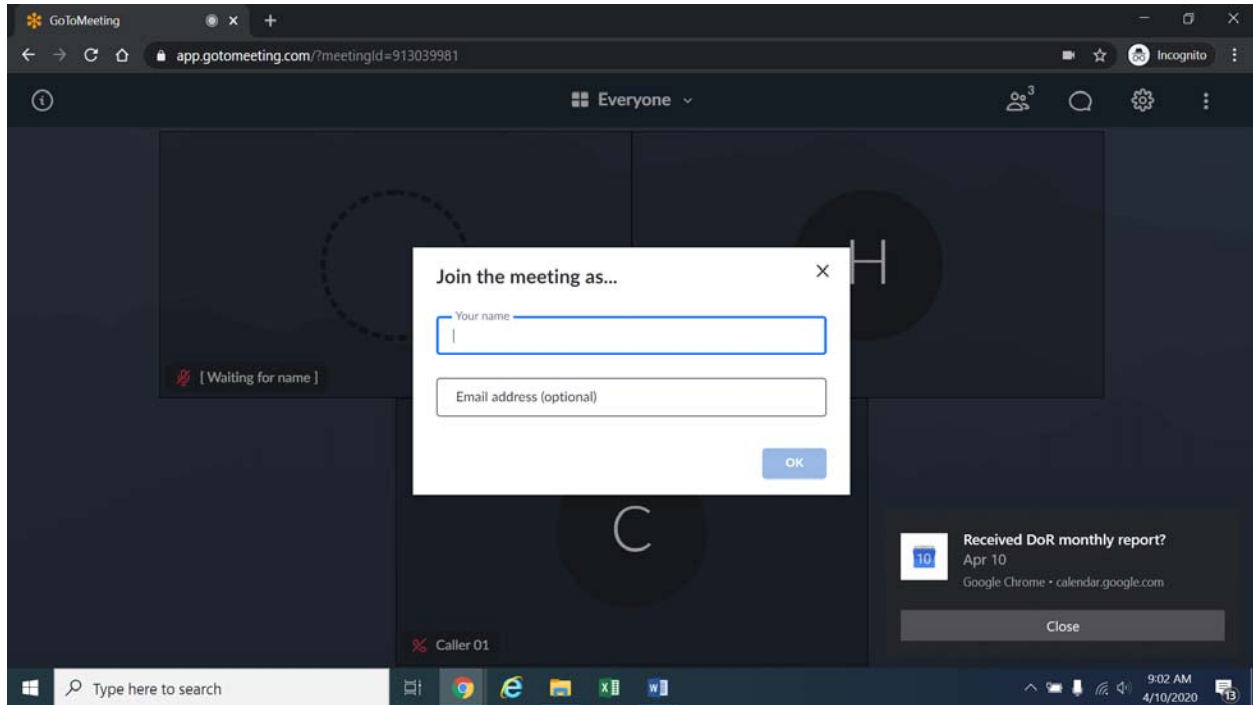 GoToMeeting
app.gotomeeting.com/?meetingId=913039981
Incognito
Everyone
3
H
Join the meeting as...
Your name
[ Waiting for name ]
Email address (optional)
OK
C
Caller 01
10
Received DoR monthly report?
Apr 10
Google Chrome • calendar.google.com
Close
Type here to search
9:02 AM
4/10/2020
13